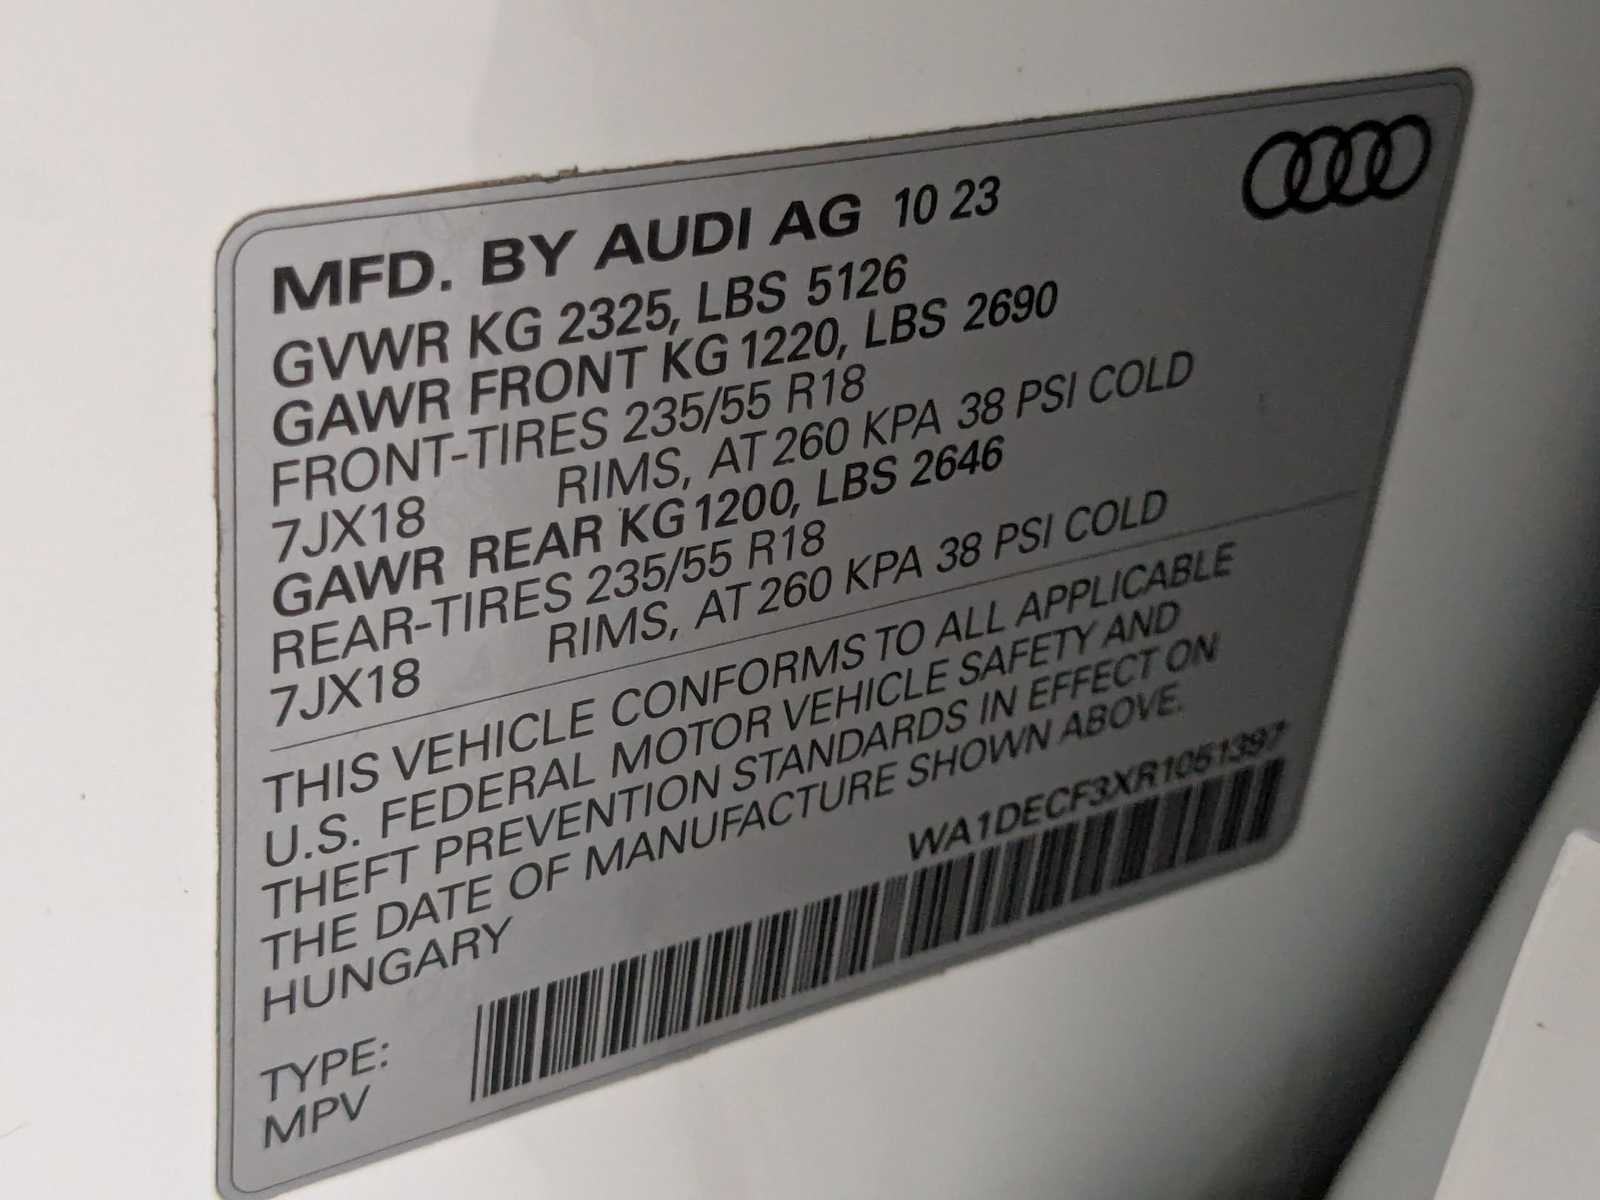 MFD. BY AUDI AG 10 23
GVWR KG 2325, LBS 5126
GAWR FRONT KG 1220, LBS 2690
FRONT-TIRES 235/55 R18
7JX18 RIMS, AT 260 KPA 38 PSI COLD
GAWR REAR KG 1200, LBS 2646
REAR-TIRES 235/55 R18
7JX18 RIMS, AT 260 KPA 38 PSI COLD
THIS VEHICLE CONFORMS TO ALL APPLICABLE
U.S. FEDERAL MOTOR VEHICLE SAFETY AND
THEFT PREVENTION STANDARDS IN EFFECT ON
THE DATE OF MANUFACTURE SHOWN ABOVE.
HUNGARY
WA1DECF3XR1051397*
TYPE:
MPV